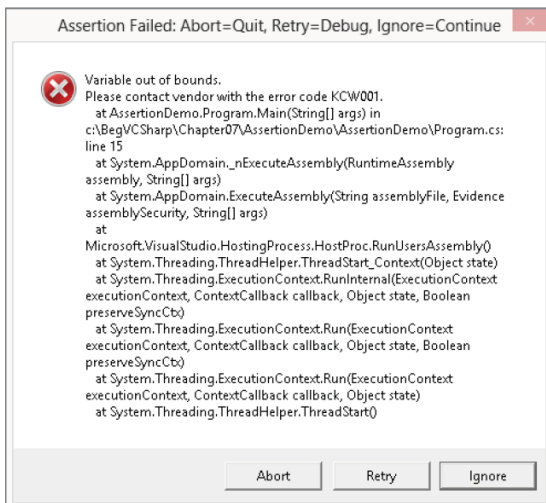 Assertion Failed: Abort=Quit, Retry=Debug, Ignore=Continue
Variable out of bounds.
Please contact vendor with the error code KCW001.
at AssertionDemo.Program.Main(String[] args) in
c:\BegVCSharp\Chapter07\AssertionDemo\AssertionDemo\Program.cs:
line 15
at System.AppDomain._nExecuteAssembly(RuntimeAssembly
assembly, String[] args)
at System.AppDomain.ExecuteAssembly(String assemblyFile, Evidence
assemblySecurity, String[] args)
at
Microsoft.VisualStudio.HostingProcess.HostProc.RunUsersAssembly()
at System.Threading.ThreadHelper.ThreadStart_Context(Object state)
at System.Threading.ExecutionContext.RunInternal(ExecutionContext
executionContext, ContextCallback callback, Object state, Boolean
preserveSyncCtx)
at System.Threading.ExecutionContext.Run(ExecutionContext
executionContext, ContextCallback callback, Object state, Boolean
preserveSyncCtx)
at System.Threading.ExecutionContext.Run(ExecutionContext
executionContext, ContextCallback callback, Object state)
at System.Threading.ThreadHelper.ThreadStart()
Abort
Retry
Ignore